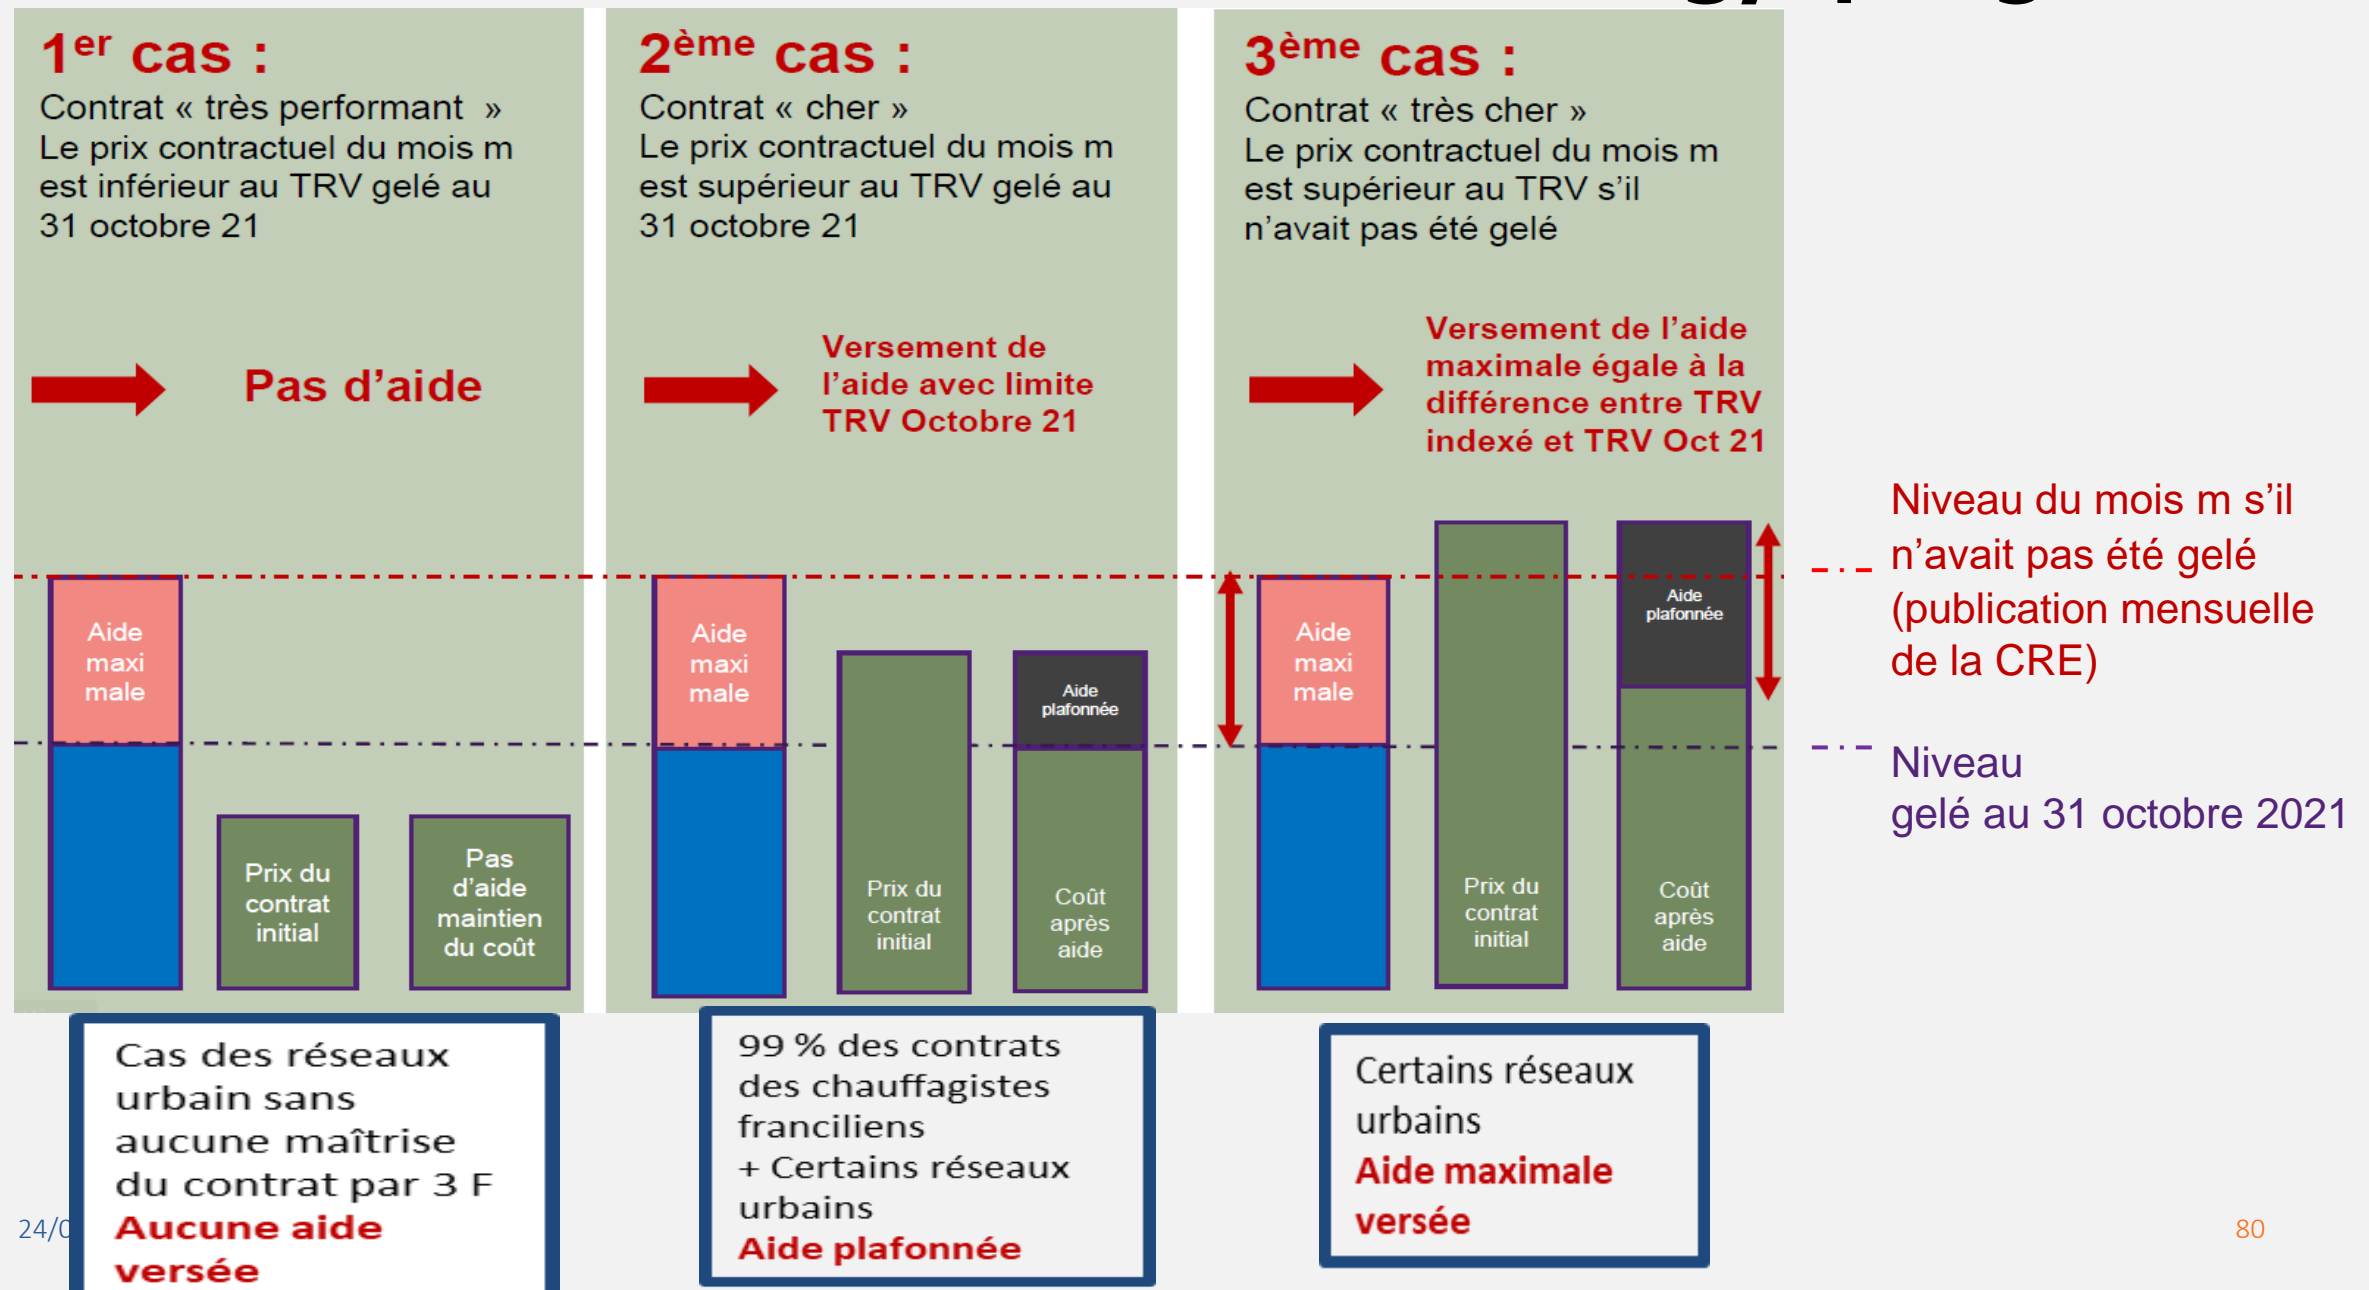 1er cas :
Contrat « très performant »
Le prix contractuel du mois m
est inférieur au TRV gelé au
31 octobre 21
Pas d’aide
Aide
maxi
male
Prix du
contrat
initial
Pas
d’aide
maintien
du coût
Cas des réseaux
urbain sans
aucune maîtrise
du contrat par 3 F
Aucune aide
versée
2ème cas :
Contrat « cher »
Le prix contractuel du mois m
est supérieur au TRV gelé au
31 octobre 21
Versement de
l’aide avec limite
TRV Octobre 21
Aide
maxi
male
Prix du
contrat
initial
Aide
plafonnée
Coût
après
aide
99 % des contrats
des chauffagistes
franciliens
+ Certains réseaux
urbains
Aide plafonnée
3ème cas :
Contrat « très cher »
Le prix contractuel du mois m
est supérieur au TRV s’il
n’avait pas été gelé
Versement de l’aide
maximale égale à la
différence entre TRV
indexé et TRV Oct 21
Aide
maxi
male
Prix du
contrat
initial
Aide
plafonnée
Coût
après
aide
Certains réseaux
urbains
Aide maximale
versée
Niveau du mois m s’il
n’avait pas été gelé
(publication mensuelle
de la CRE)
Niveau
gelé au 31 octobre 2021
24/0
80